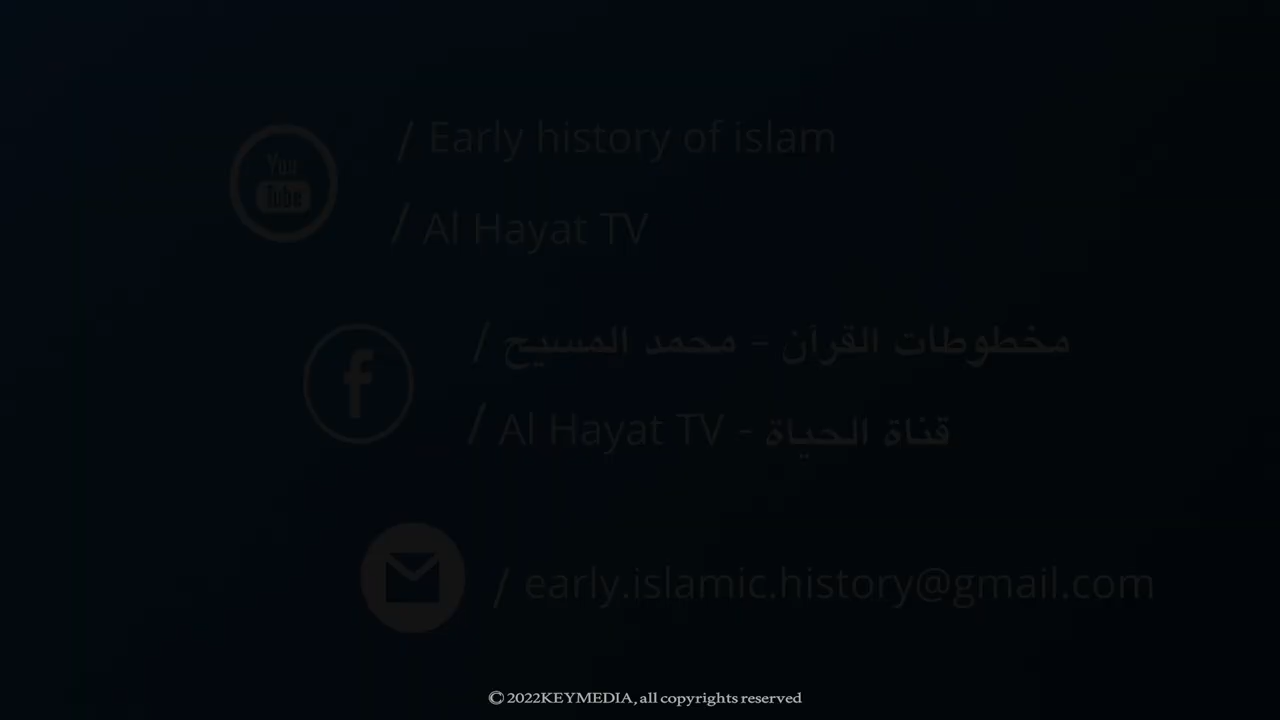 You
Tube
/ Early history of islam
/ Al Hayat TV
/ مخطوطات القرآن - محمد المسيح
/ Al Hayat TV - قناة الحياة
/ early.islamic.history@gmail.com
© 2022KEYMEDIA, all copyrights reserved